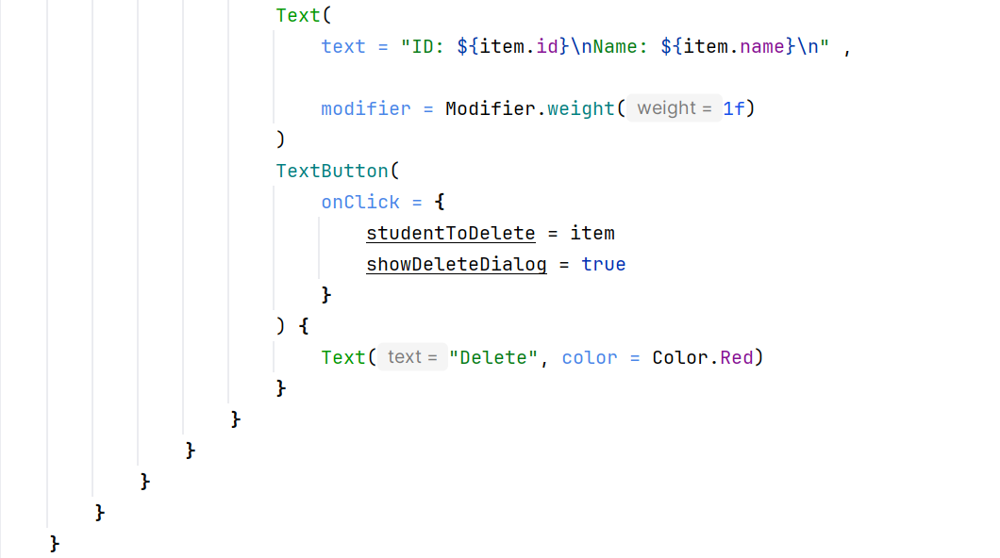 Text(
text = "ID: ${item.id}\nName: ${item.name}\n" ,
modifier = Modifier.weight( weight = 1f)
)
TextButton(
onClick = {
studentToDelete = item
showDeleteDialog = true
}
) {
Text( text = "Delete", color = Color.Red)
}
}
}
}
}
}